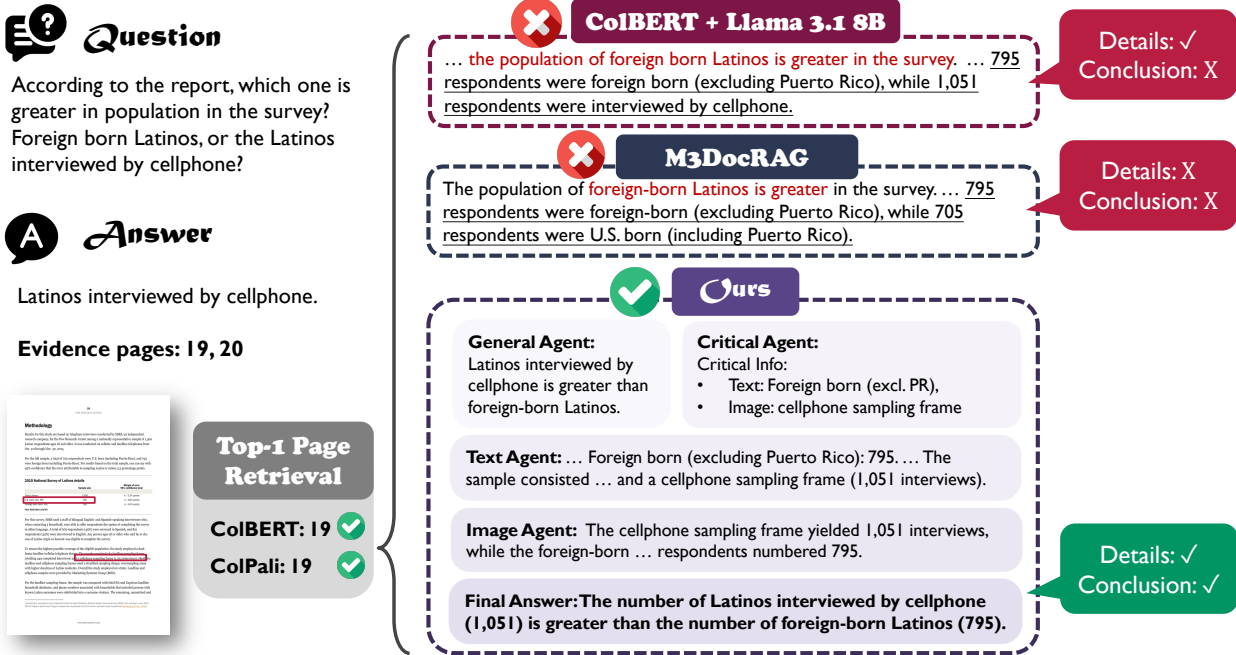 Question
According to the report, which one is
greater in population in the survey?
Foreign born Latinos, or the Latinos
interviewed by cellphone?
A Answer
Latinos interviewed by cellphone.
Evidence pages: 19, 20
Methodology
2015 National Survey of Latinos details
Top-1 Page
Retrieval
ColBERT: 19
ColPali: 19
ColBERT + Llama 3.1 8B
… the population of foreign born Latinos is greater in the survey. … 795
respondents were foreign born (excluding Puerto Rico), while 1,051
respondents were interviewed by cellphone.
Details: ✓
Conclusion: X
M3DocRAG
The population of foreign-born Latinos is greater in the survey. … 795
respondents were foreign-born (excluding Puerto Rico), while 705
respondents were U.S. born (including Puerto Rico).
Details: X
Conclusion: X
Ours
General Agent:
Latinos interviewed by
cellphone is greater than
foreign-born Latinos.
Critical Agent:
Critical Info:
• Text: Foreign born (excl. PR),
• Image: cellphone sampling frame
Text Agent: … Foreign born (excluding Puerto Rico): 795. … The
sample consisted … and a cellphone sampling frame (1,051 interviews).
Image Agent: The cellphone sampling frame yielded 1,051 interviews,
while the foreign-born … respondents numbered 795.
Final Answer: The number of Latinos interviewed by cellphone
(1,051) is greater than the number of foreign-born Latinos (795).
Details: ✓
Conclusion: ✓